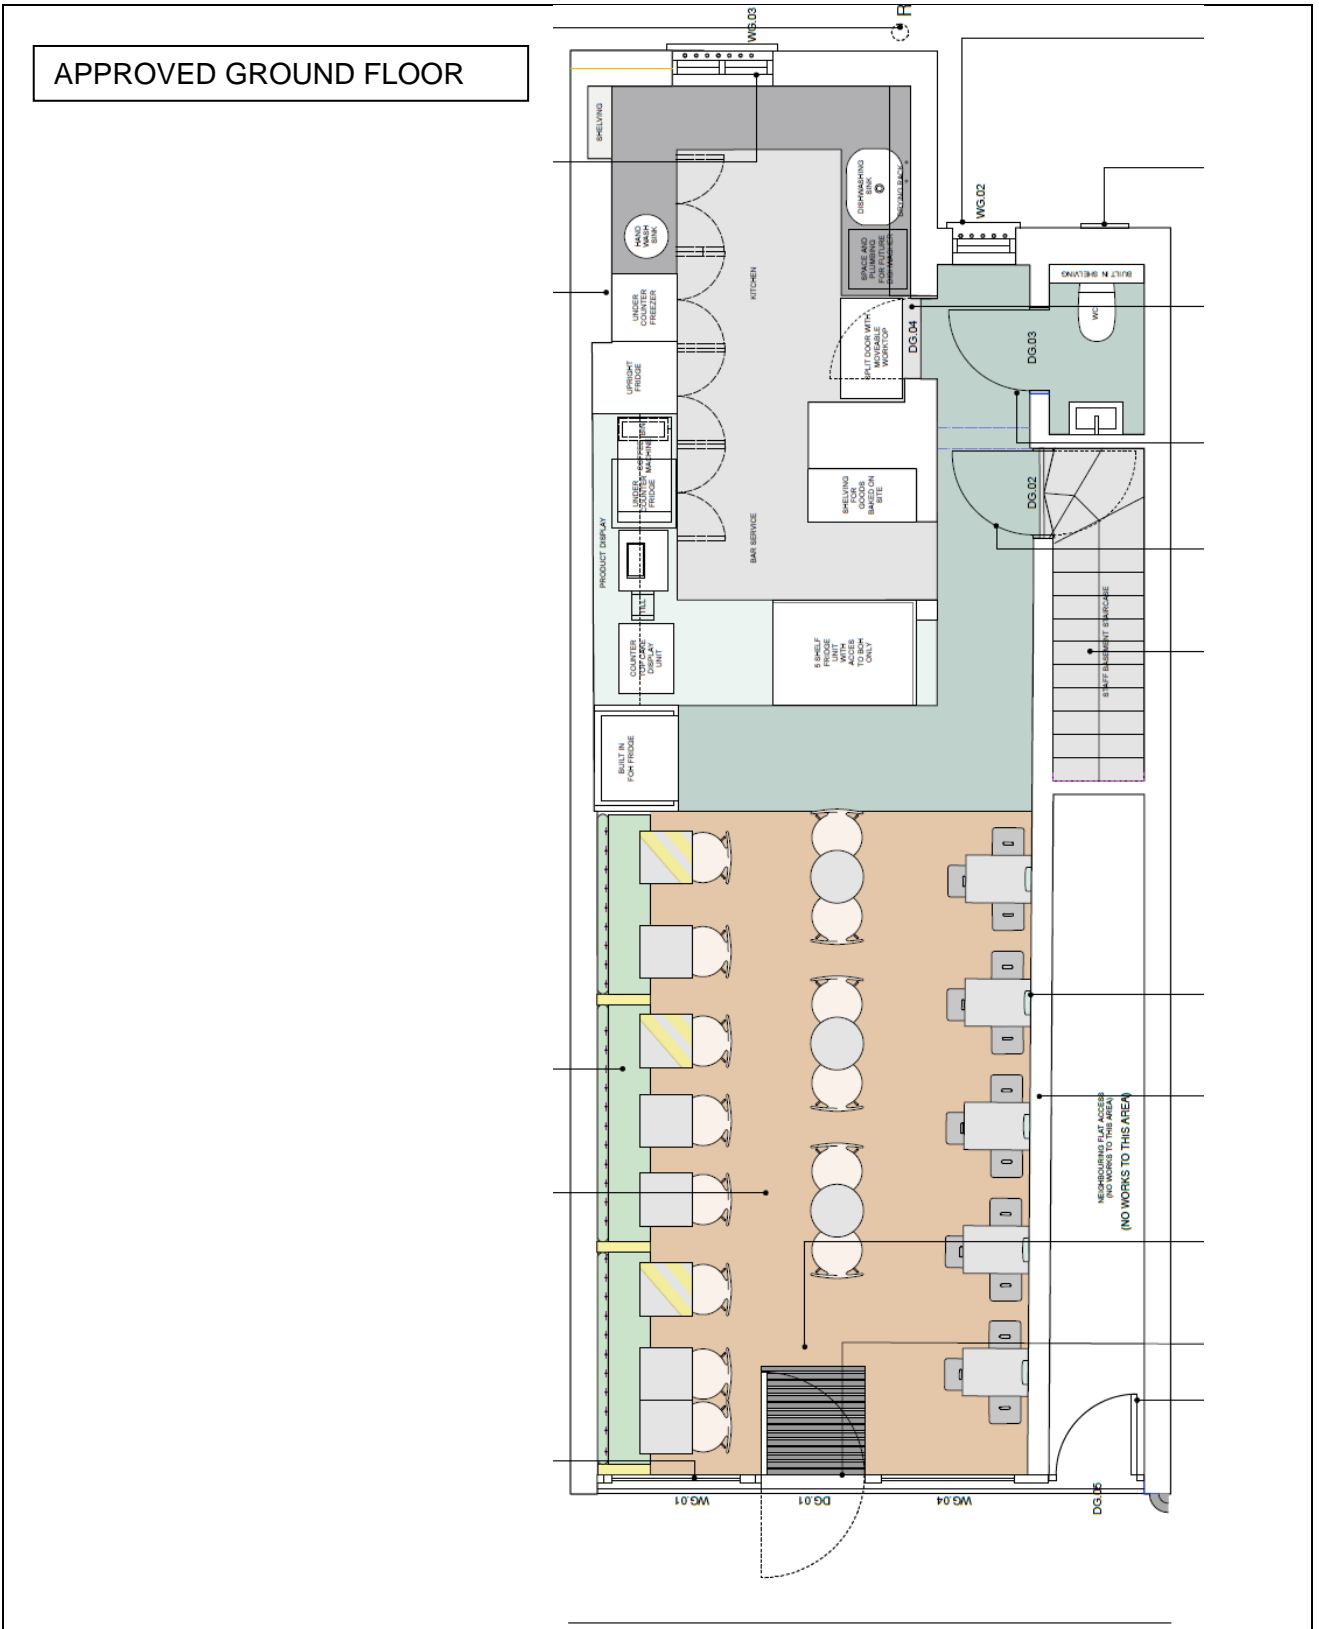 APPROVED GROUND FLOOR
WG.03
R
SHELVING
HAND
WASH
SINK
DISHWASHING
SINK
DRYING RACK
SPACE AND
PLUMBING
FOR FUTURE
DISHWASHER
WG.02
BUILT IN SHELVING
WC
UNDER
COUNTER
FREEZER
KITCHEN
SPLIT DOOR WITH
MOVEABLE
WORKTOP
DG.04
DG.03
UPRIGHT
FRIDGE
COFFEE
MACHINE
BIN
UNDER
COUNTER
FRIDGE
SHELVING
FOR
GOODS
BAKED ON
SITE
DG.02
PRODUCT DISPLAY
BAR SERVICE
TILL
COUNTER
TOP CAKE
DISPLAY
UNIT
5 SHELF
FRIDGE
UNIT
WITH
ACCES
TO BOH
ONLY
STAFF BASEMENT STAIRCASE
BUILT IN
FOH FRIDGE
NEIGHBOURING FLAT ACCESS
(NO WORKS TO THIS AREA)
(NO WORKS TO THIS AREA)
WG.01
DG.01
WG.04
DG.05